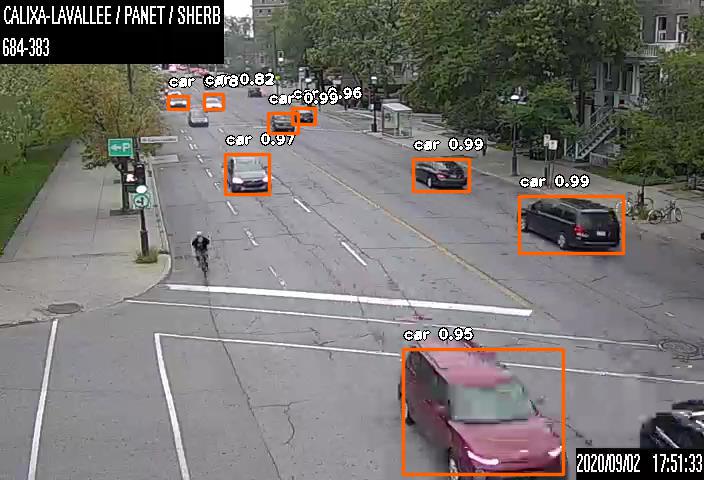 CALIXA-LAVALLEE / PANET / SHERB
684-383
car
0.82
car 0.99
0.96
car 0.97
car 0.99
car 0.99
P
car 0.95
2020/09/02 17:51:33